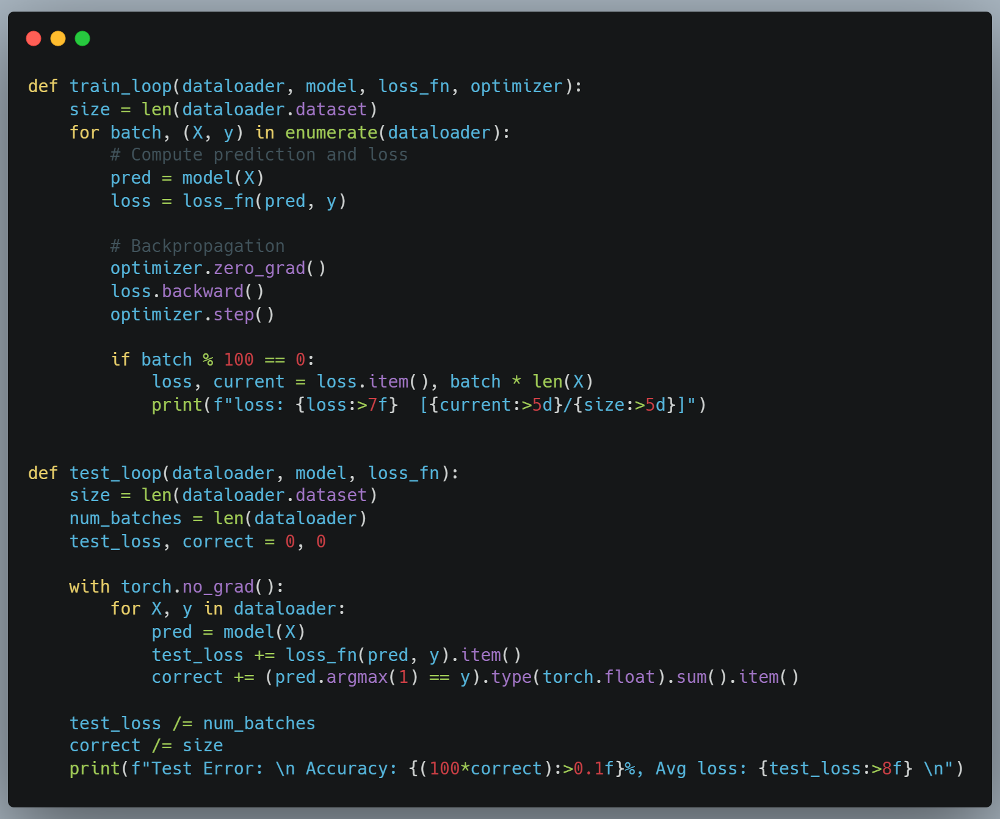 def train_loop(dataloader, model, loss_fn, optimizer):
    size = len(dataloader.dataset)
    for batch, (X, y) in enumerate(dataloader):
        # Compute prediction and loss
        pred = model(X)
        loss = loss_fn(pred, y)

        # Backpropagation
        optimizer.zero_grad()
        loss.backward()
        optimizer.step()

        if batch % 100 == 0:
            loss, current = loss.item(), batch * len(X)
            print(f"loss: {loss:>7f}  [{current:>5d}/{size:>5d}]")


def test_loop(dataloader, model, loss_fn):
    size = len(dataloader.dataset)
    num_batches = len(dataloader)
    test_loss, correct = 0, 0

    with torch.no_grad():
        for X, y in dataloader:
            pred = model(X)
            test_loss += loss_fn(pred, y).item()
            correct += (pred.argmax(1) == y).type(torch.float).sum().item()

    test_loss /= num_batches
    correct /= size
    print(f"Test Error: \n Accuracy: {(100*correct):>0.1f}%, Avg loss: {test_loss:>8f} \n")